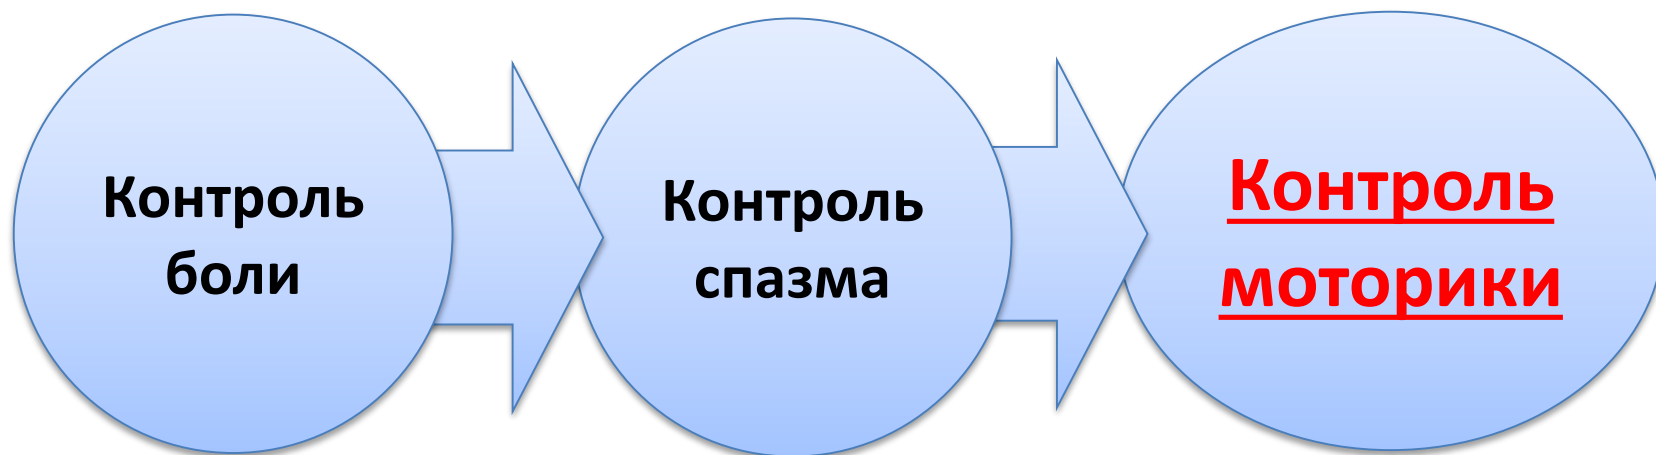 Контроль
боли
Контроль
спазма
Контроль
моторики